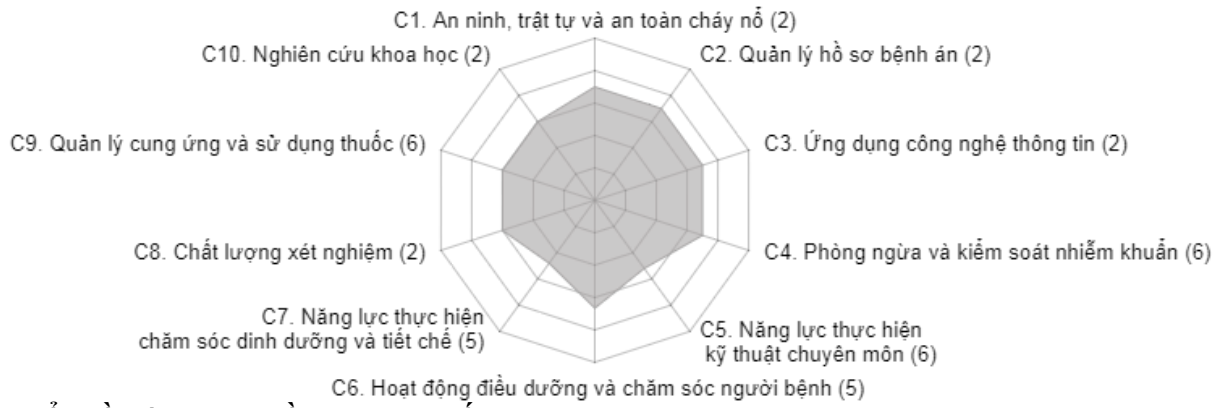 C1. An ninh, trật tự và an toàn cháy nổ (2)
C10. Nghiên cứu khoa học (2)
C2. Quản lý hồ sơ bệnh án (2)
C9. Quản lý cung ứng và sử dụng thuốc (6)
C3. Ứng dụng công nghệ thông tin (2)
C8. Chất lượng xét nghiệm (2)
C4. Phòng ngừa và kiểm soát nhiễm khuẩn (6)
C7. Năng lực thực hiện
chăm sóc dinh dưỡng và tiết chế (5)
C5. Năng lực thực hiện
kỹ thuật chuyên môn (6)
C6. Hoạt động điều dưỡng và chăm sóc người bệnh (5)